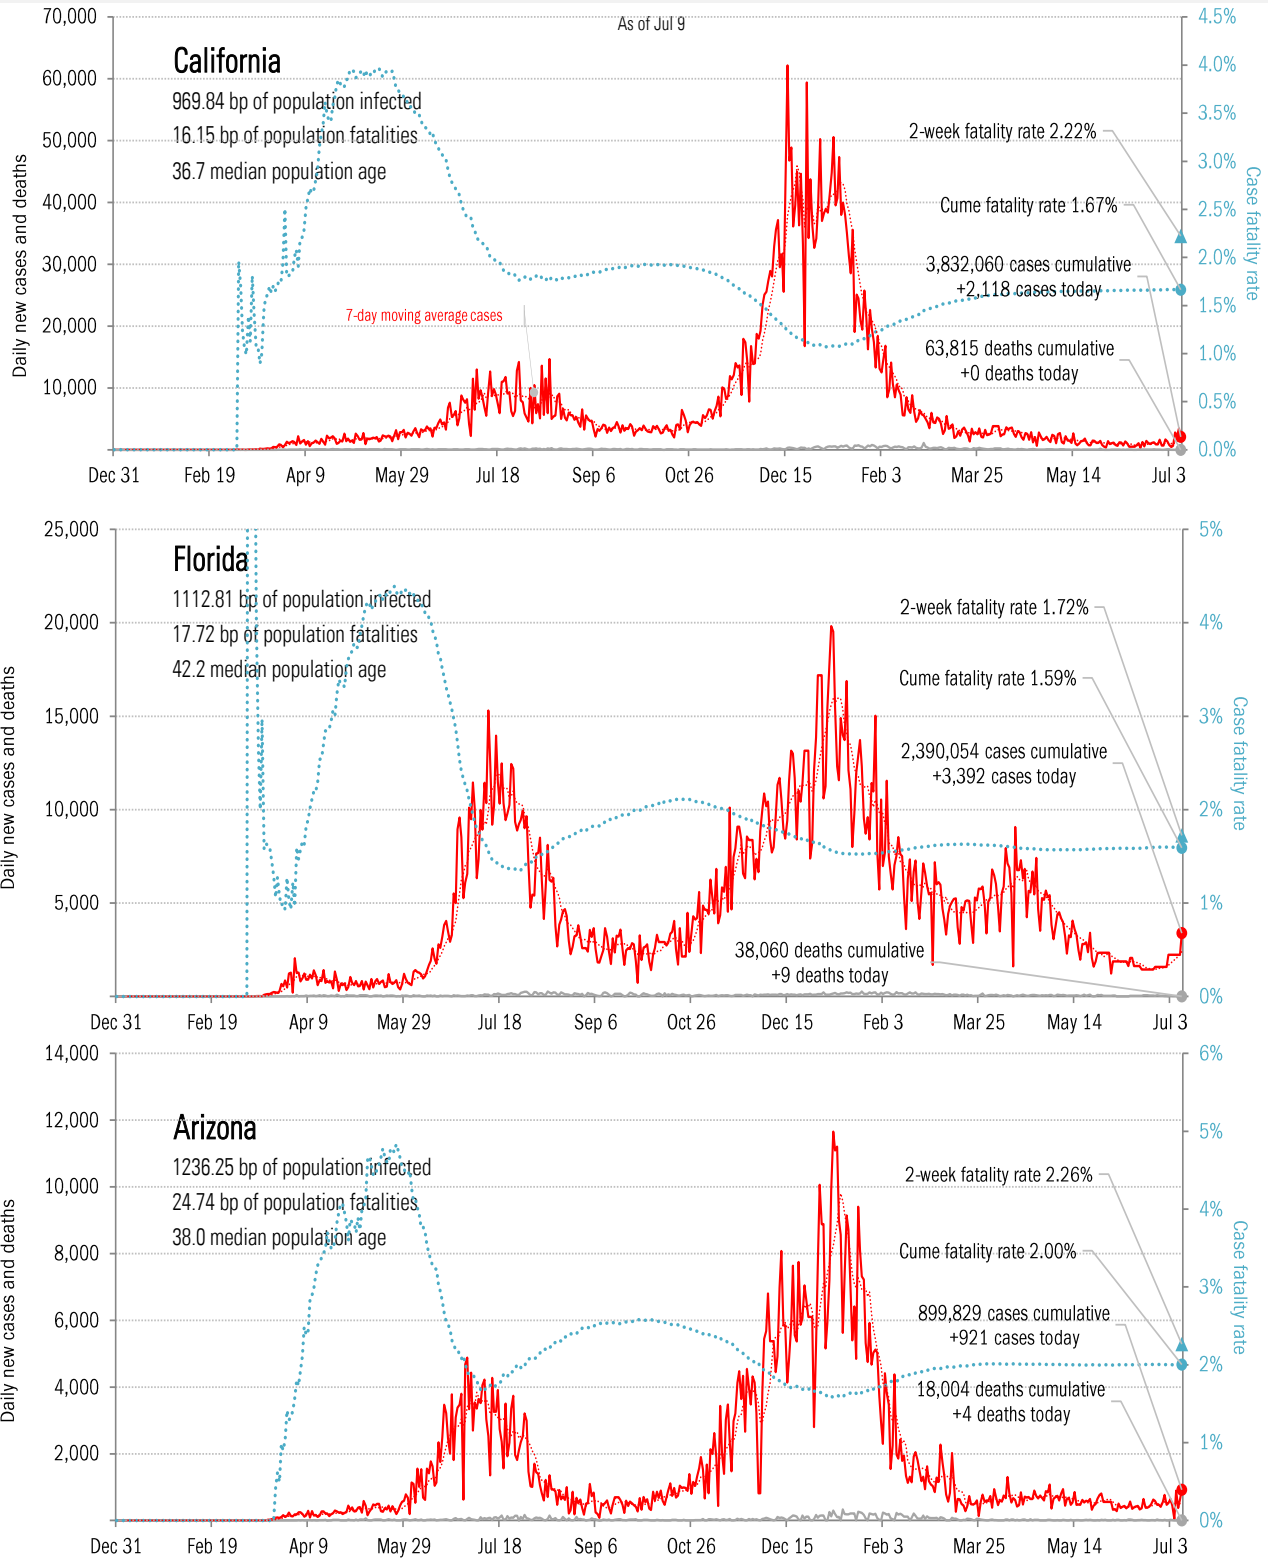 As of Jul 9
Daily new cases and deaths
70,000
60,000
50,000
40,000
30,000
20,000
10,000
California
969.84 bp of population infected
16.15 bp of population fatalities
36.7 median population age
7-day moving average cases
2-week fatality rate 2.22%
Cume fatality rate 1.67%
3,832,060 cases cumulative
+2,118 cases today
63,815 deaths cumulative
+0 deaths today
4.5%
4.0%
3.5%
3.0%
2.5%
2.0%
1.5%
1.0%
0.5%
0.0%
Case fatality rate
Dec 31 Feb 19 Apr 9 May 29 Jul 18 Sep 6 Oct 26 Dec 15 Feb 3 Mar 25 May 14 Jul 3
Daily new cases and deaths
25,000
20,000
15,000
10,000
5,000
Florida
1112.81 bp of population infected
17.72 bp of population fatalities
42.2 median population age
2-week fatality rate 1.72%
Cume fatality rate 1.59%
2,390,054 cases cumulative
+3,392 cases today
38,060 deaths cumulative
+9 deaths today
5%
4%
3%
2%
1%
0%
Case fatality rate
Dec 31 Feb 19 Apr 9 May 29 Jul 18 Sep 6 Oct 26 Dec 15 Feb 3 Mar 25 May 14 Jul 3
Daily new cases and deaths
14,000
12,000
10,000
8,000
6,000
4,000
2,000
Arizona
1236.25 bp of population infected
24.74 bp of population fatalities
38.0 median population age
2-week fatality rate 2.26%
Cume fatality rate 2.00%
899,829 cases cumulative
+921 cases today
18,004 deaths cumulative
+4 deaths today
6%
5%
4%
3%
2%
1%
0%
Case fatality rate
Dec 31 Feb 19 Apr 9 May 29 Jul 18 Sep 6 Oct 26 Dec 15 Feb 3 Mar 25 May 14 Jul 3